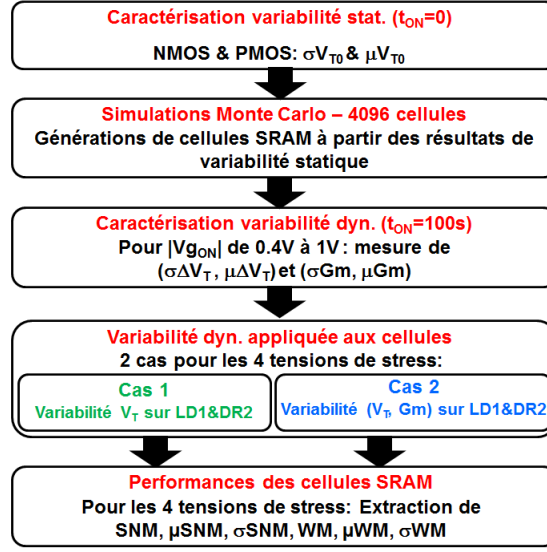 Caractérisation variabilité stat. (tON=0)
NMOS & PMOS: σVT0 & μVT0
Simulations Monte Carlo – 4096 cellules
Générations de cellules SRAM à partir des résultats de
variabilité statique
Caractérisation variabilité dyn. (tON=100s)
Pour |VgON| de 0.4V à 1V : mesure de
(σΔVT , μΔVT) et (σGm, μGm)
Variabilité dyn. appliquée aux cellules
2 cas pour les 4 tensions de stress:
Cas 1
Variabilité VT sur LD1&DR2
Cas 2
Variabilité (VT, Gm) sur LD1&DR2
Performances des cellules SRAM
Pour les 4 tensions de stress: Extraction de
SNM, μSNM, σSNM, WM, μWM, σWM